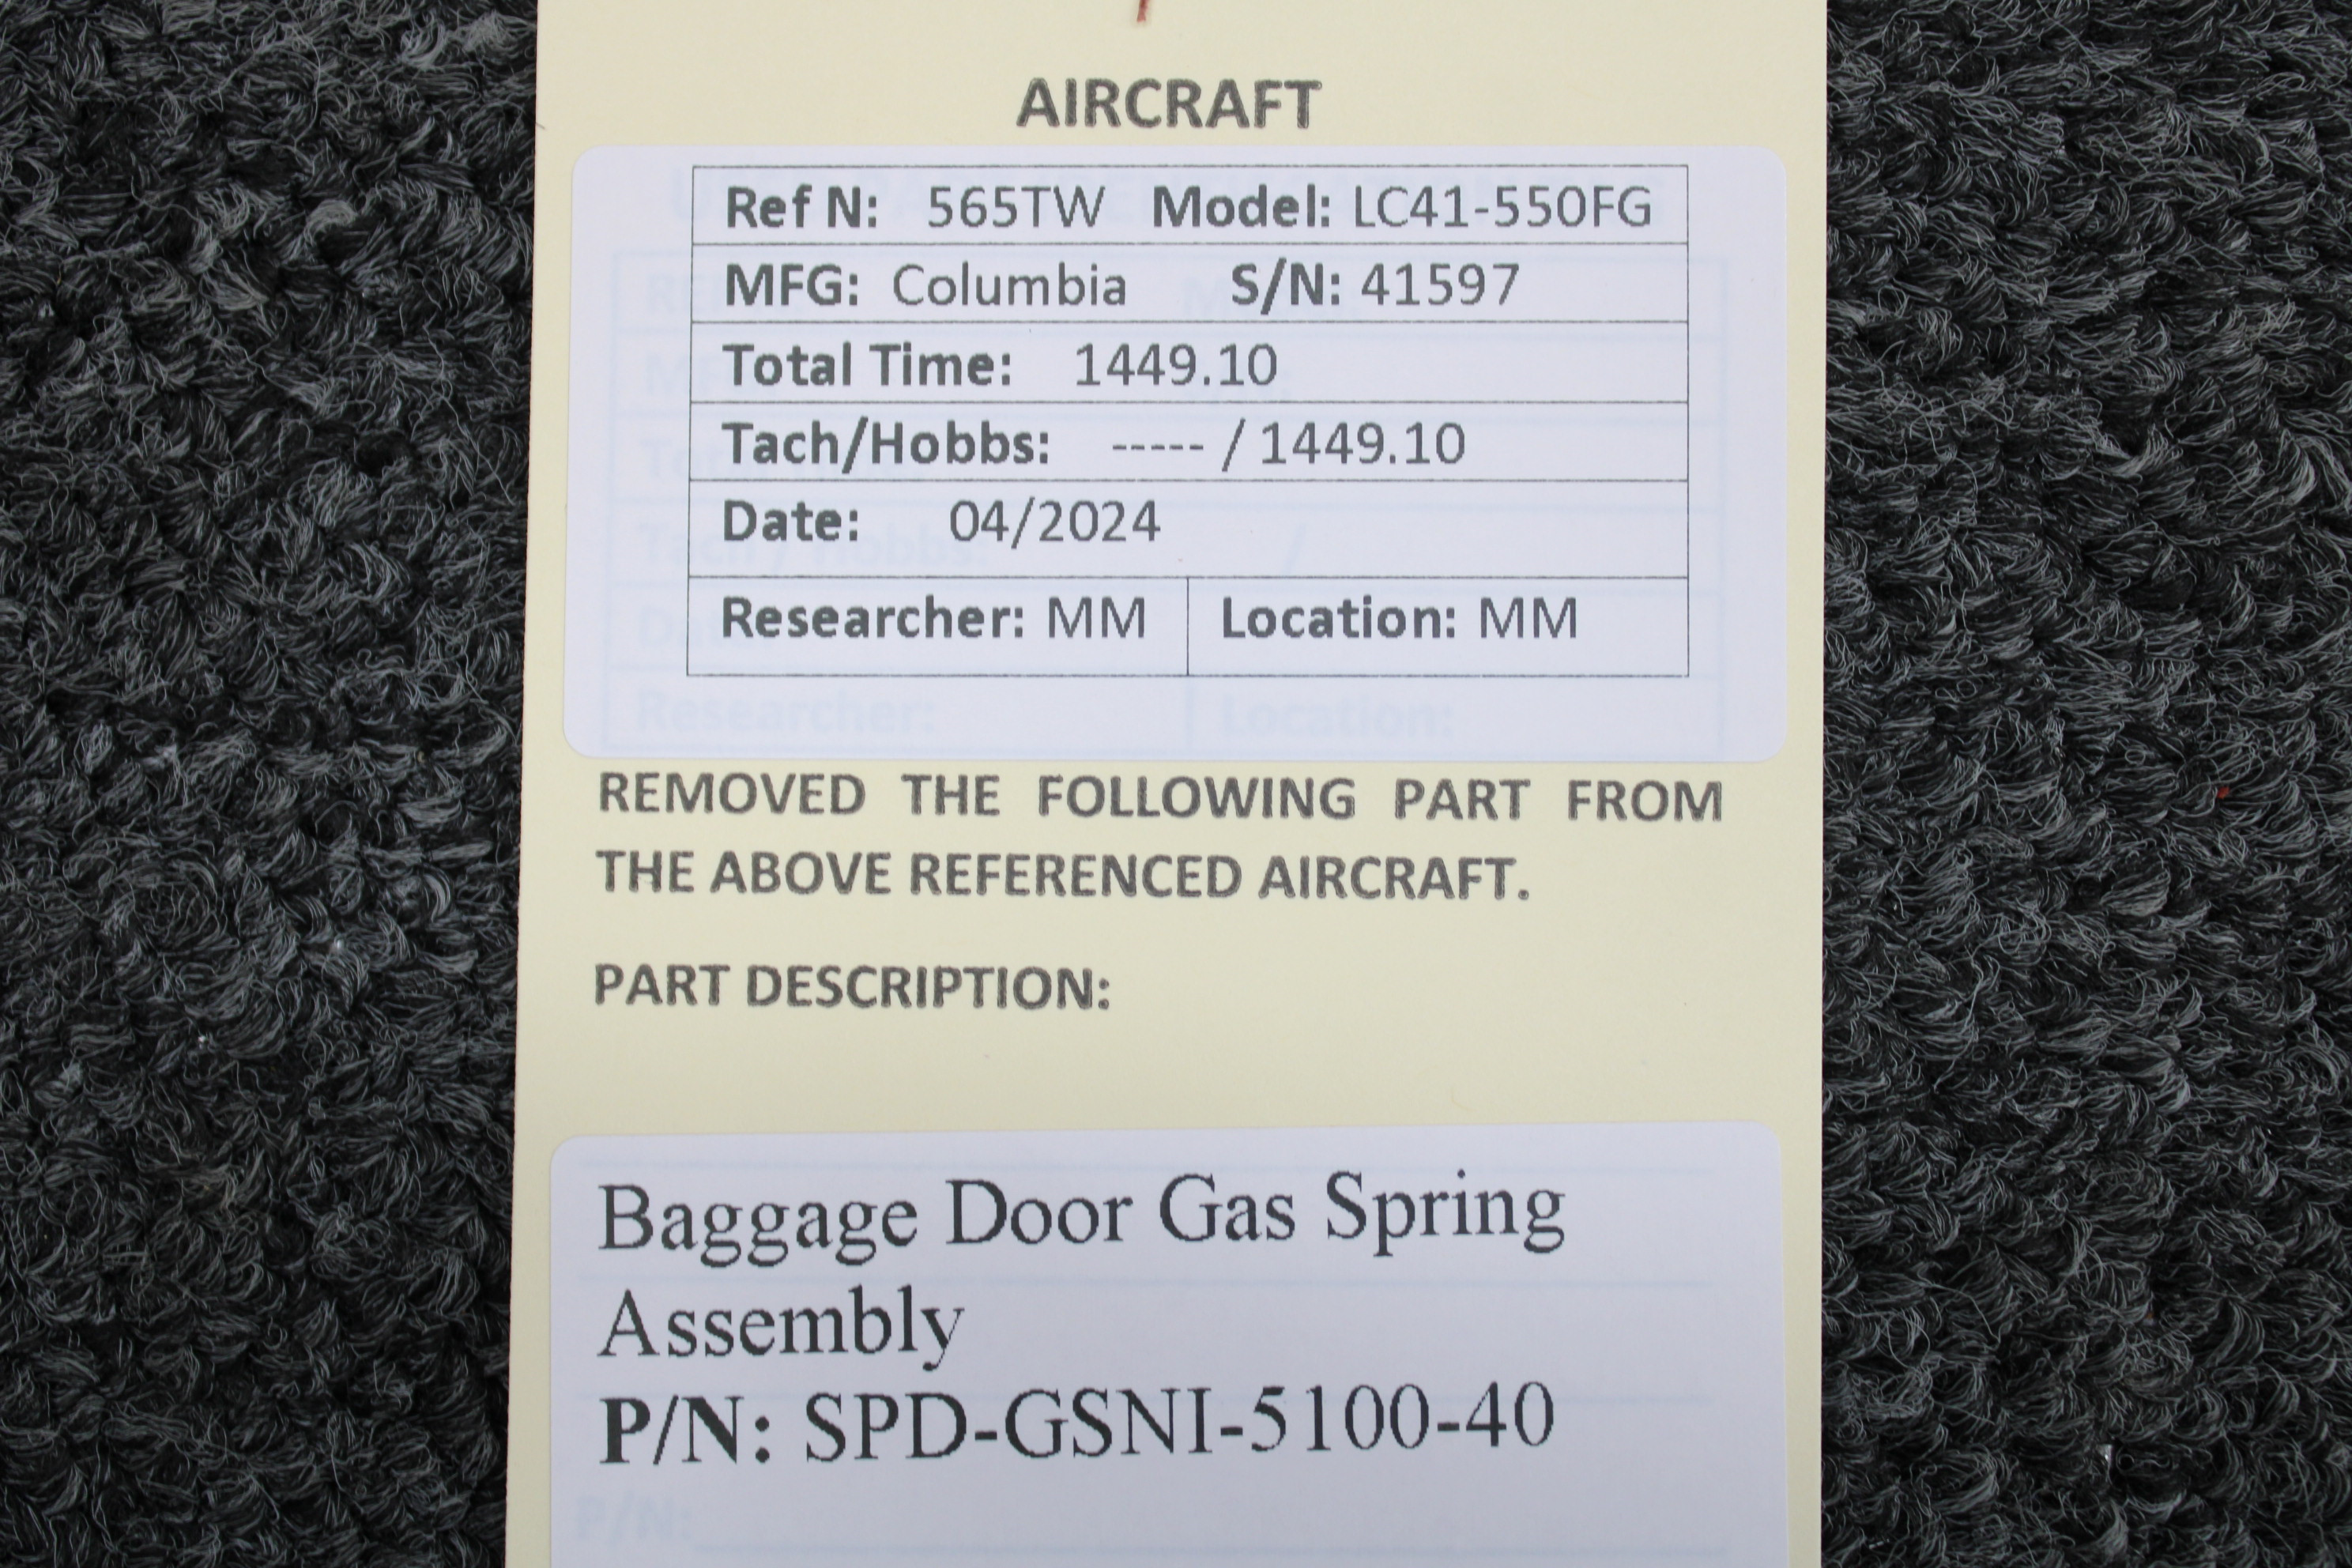 AIRCRAFT
Ref N: 565TW Model: LC41-550FG
MFG: Columbia S/N: 41597
Total Time: 1449.10
Tach/Hobbs: ----- / 1449.10
Date: 04/2024
Researcher: MM Location: MM
Researcher: Location:
REMOVED THE FOLLOWING PART FROM
THE ABOVE REFERENCED AIRCRAFT.
PART DESCRIPTION:
Baggage Door Gas Spring
Assembly
P/N: SPD-GSNI-5100-40
P/N: